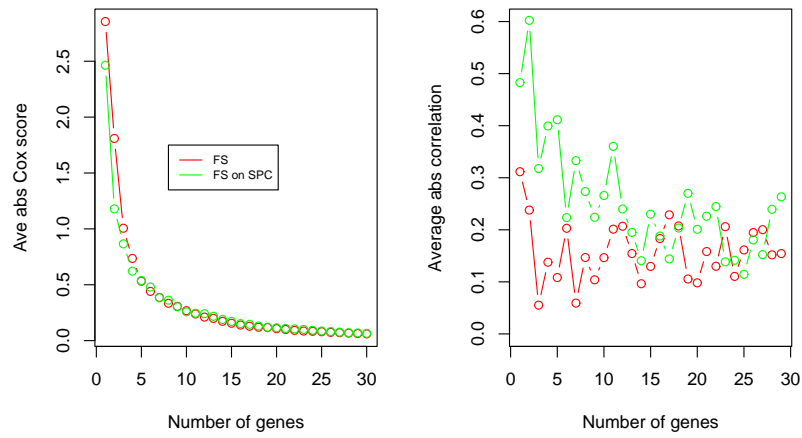 Ave abs Cox score
0.0
0.5
1.0
1.5
2.0
2.5
FS
FS on SPC
0 5 10 15 20 25 30
Number of genes
Average abs correlation
0.0
0.1
0.2
0.3
0.4
0.5
0.6
0 5 10 15 20 25 30
Number of genes